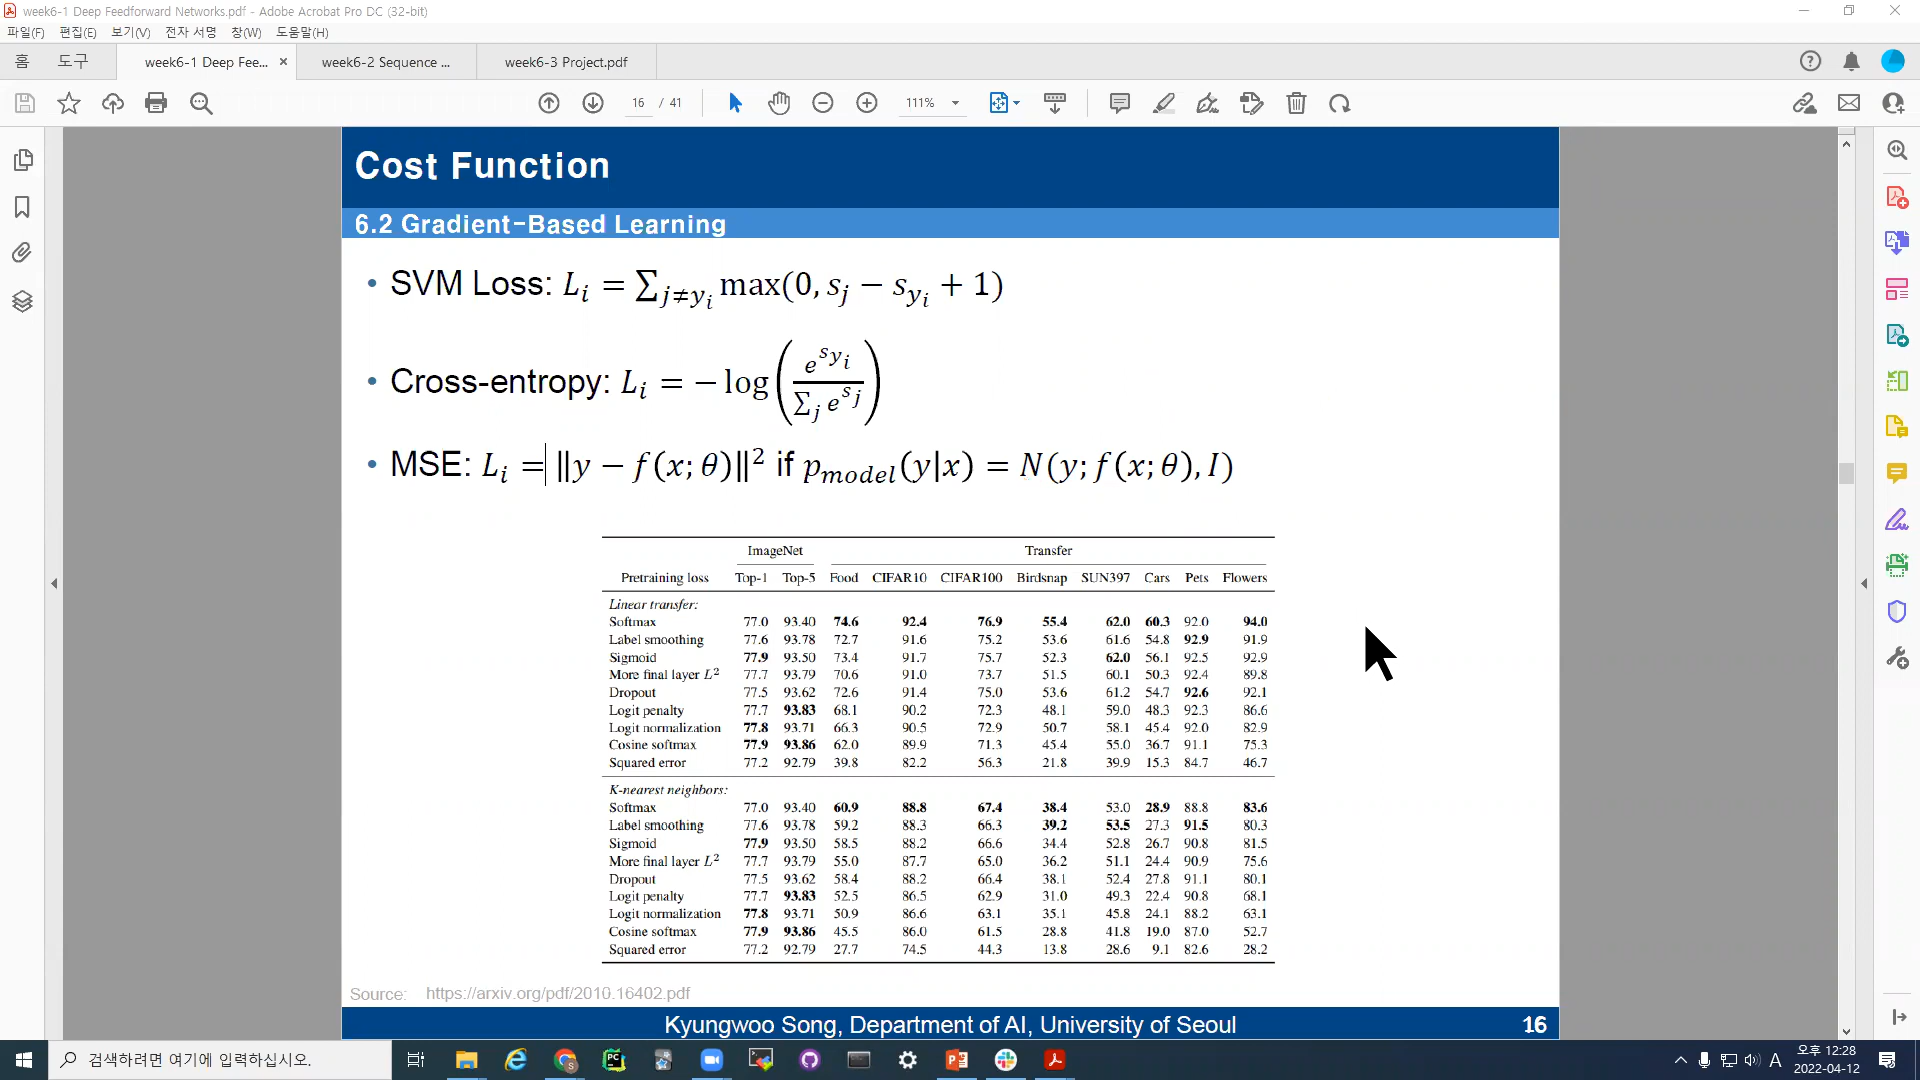 week6-1 Deep Feedforward Networks.pdf - Adobe Acrobat Pro DC (32-bit)
파일(F) 편집(E) 보기(V) 전자 서명 창(W) 도움말(H)
홈 도구 week6-1 Deep Fee... × week6-2 Sequence ... week6-3 Project.pdf
16 / 41 111%
Cost Function
6.2 Gradient-Based Learning
• SVM Loss: L_i = ∑_{j≠y_i} max(0, s_j − s_{y_i} + 1)
• Cross-entropy: L_i = − log(e^{s_{y_i}} / ∑_j e^{s_j})
• MSE: L_i = ‖y − f(x; θ)‖² if p_model(y|x) = N(y; f(x; θ), I)
ImageNet Transfer
Pretraining loss Top-1 Top-5 Food CIFAR10 CIFAR100 Birdsnap SUN397 Cars Pets Flowers
Linear transfer:
Softmax 77.0 93.40 74.6 92.4 76.9 55.4 62.0 60.3 92.0 94.0
Label smoothing 77.6 93.78 72.7 91.6 75.2 53.6 61.6 54.8 92.9 91.9
Sigmoid 77.9 93.50 73.4 91.7 75.7 52.3 62.0 56.1 92.5 92.9
More final layer L² 77.7 93.79 70.6 91.0 73.7 51.5 60.1 50.3 92.4 89.8
Dropout 77.5 93.62 72.6 91.4 75.0 53.6 61.2 54.7 92.6 92.1
Logit penalty 77.7 93.83 68.1 90.2 72.3 48.1 59.0 48.3 92.3 86.6
Logit normalization 77.8 93.71 66.3 90.5 72.9 50.7 58.1 45.4 92.0 82.9
Cosine softmax 77.9 93.86 62.0 89.9 71.3 45.4 55.0 36.7 91.1 75.3
Squared error 77.2 92.79 39.8 82.2 56.3 21.8 39.9 15.3 84.7 46.7
K-nearest neighbors:
Softmax 77.0 93.40 60.9 88.8 67.4 38.4 53.0 28.9 88.8 83.6
Label smoothing 77.6 93.78 59.2 88.3 66.3 39.2 53.5 27.3 91.5 80.3
Sigmoid 77.9 93.50 58.5 88.2 66.6 34.4 52.8 26.7 90.8 81.5
More final layer L² 77.7 93.79 55.0 87.7 65.0 36.2 51.1 24.4 90.9 75.6
Dropout 77.5 93.62 58.4 88.2 66.4 38.1 52.4 27.8 91.1 80.1
Logit penalty 77.7 93.83 52.5 86.5 62.9 31.0 49.3 22.4 90.8 68.1
Logit normalization 77.8 93.71 50.9 86.6 63.1 35.1 45.8 24.1 88.2 63.1
Cosine softmax 77.9 93.86 45.5 86.0 61.5 28.8 41.8 19.0 87.0 52.7
Squared error 77.2 92.79 27.7 74.5 44.3 13.8 28.6 9.1 82.6 28.2
Source: https://arxiv.org/pdf/2010.16402.pdf
Kyungwoo Song, Department of AI, University of Seoul 16
검색하려면 여기에 입력하십시오.
A 오후 12:28
2022-04-12